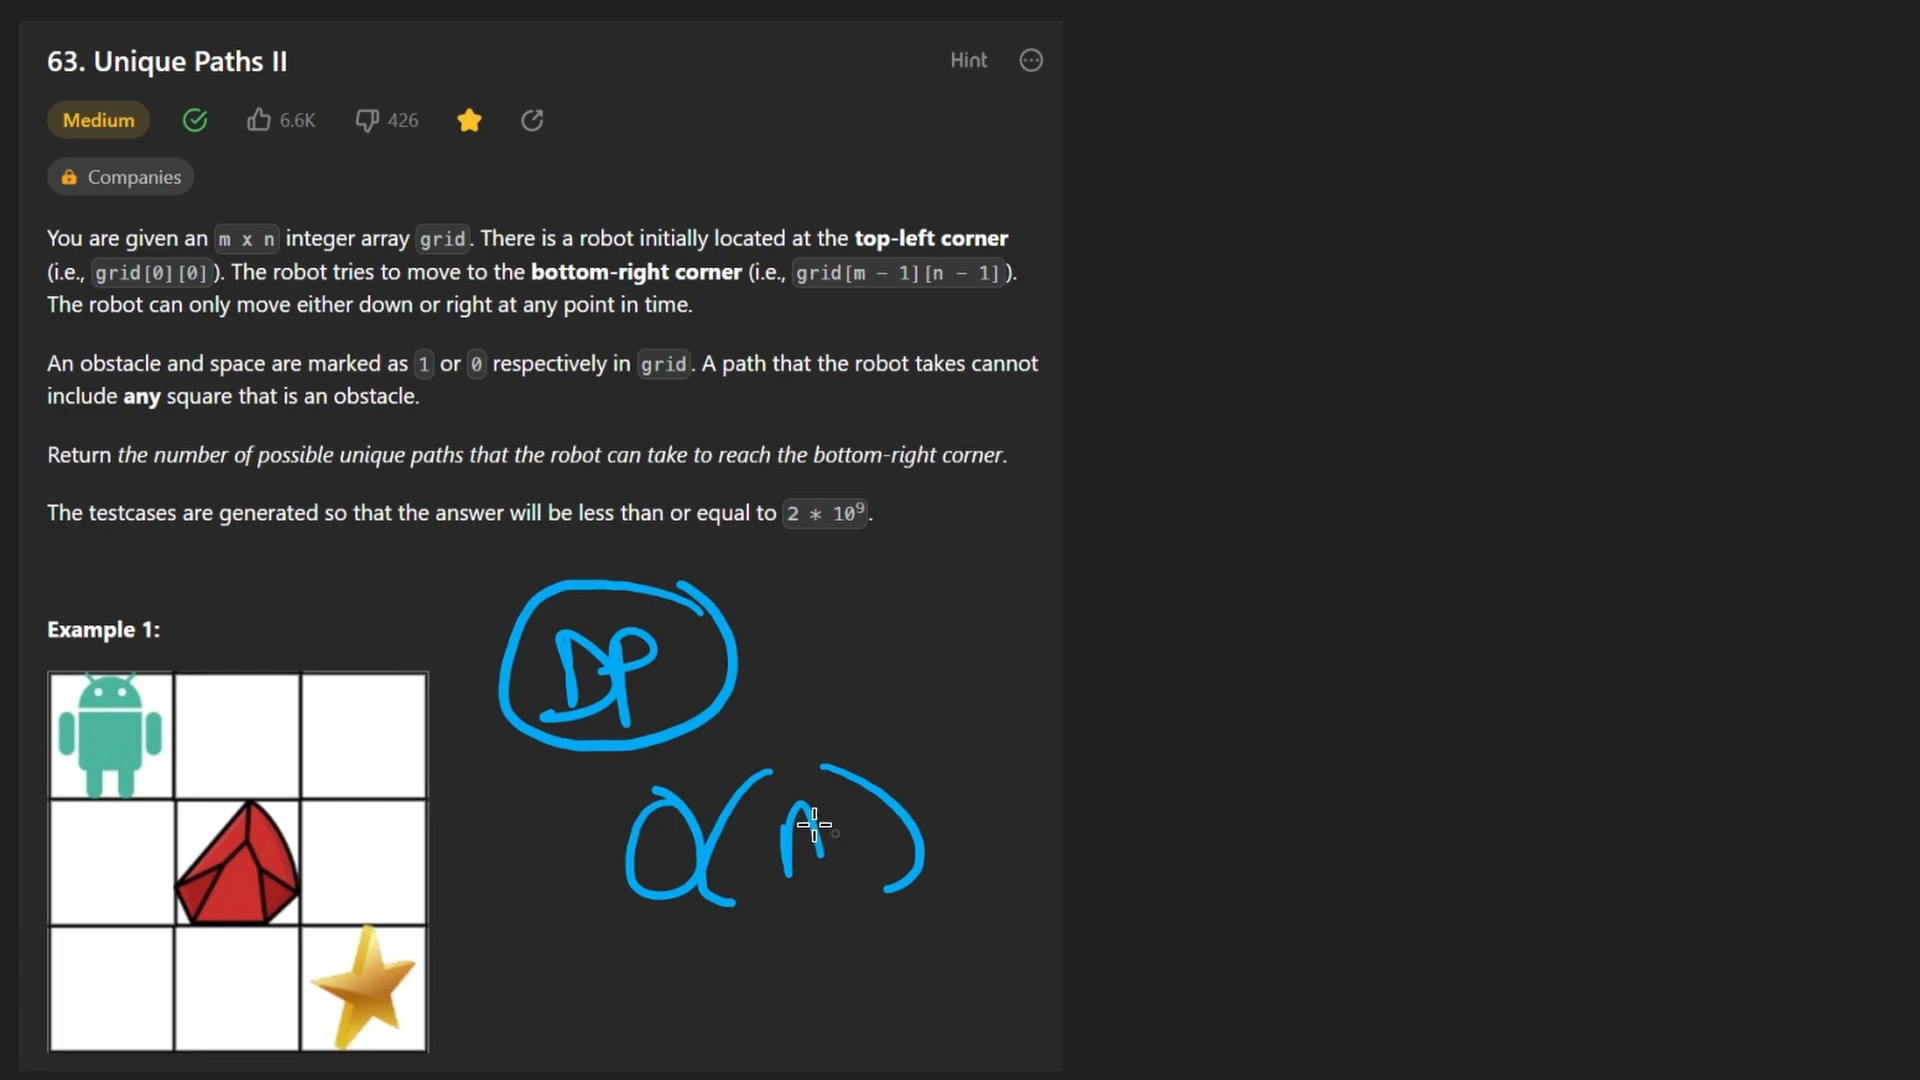 63. Unique Paths II
Hint
Medium
6.6K
426
Companies
You are given an m x n integer array grid. There is a robot initially located at the top-left corner
(i.e., grid[0][0]). The robot tries to move to the bottom-right corner (i.e., grid[m - 1][n - 1]).
The robot can only move either down or right at any point in time.
An obstacle and space are marked as 1 or 0 respectively in grid. A path that the robot takes cannot
include any square that is an obstacle.
Return the number of possible unique paths that the robot can take to reach the bottom-right corner.
The testcases are generated so that the answer will be less than or equal to 2 * 10⁹.
Example 1:
DP
O(n)